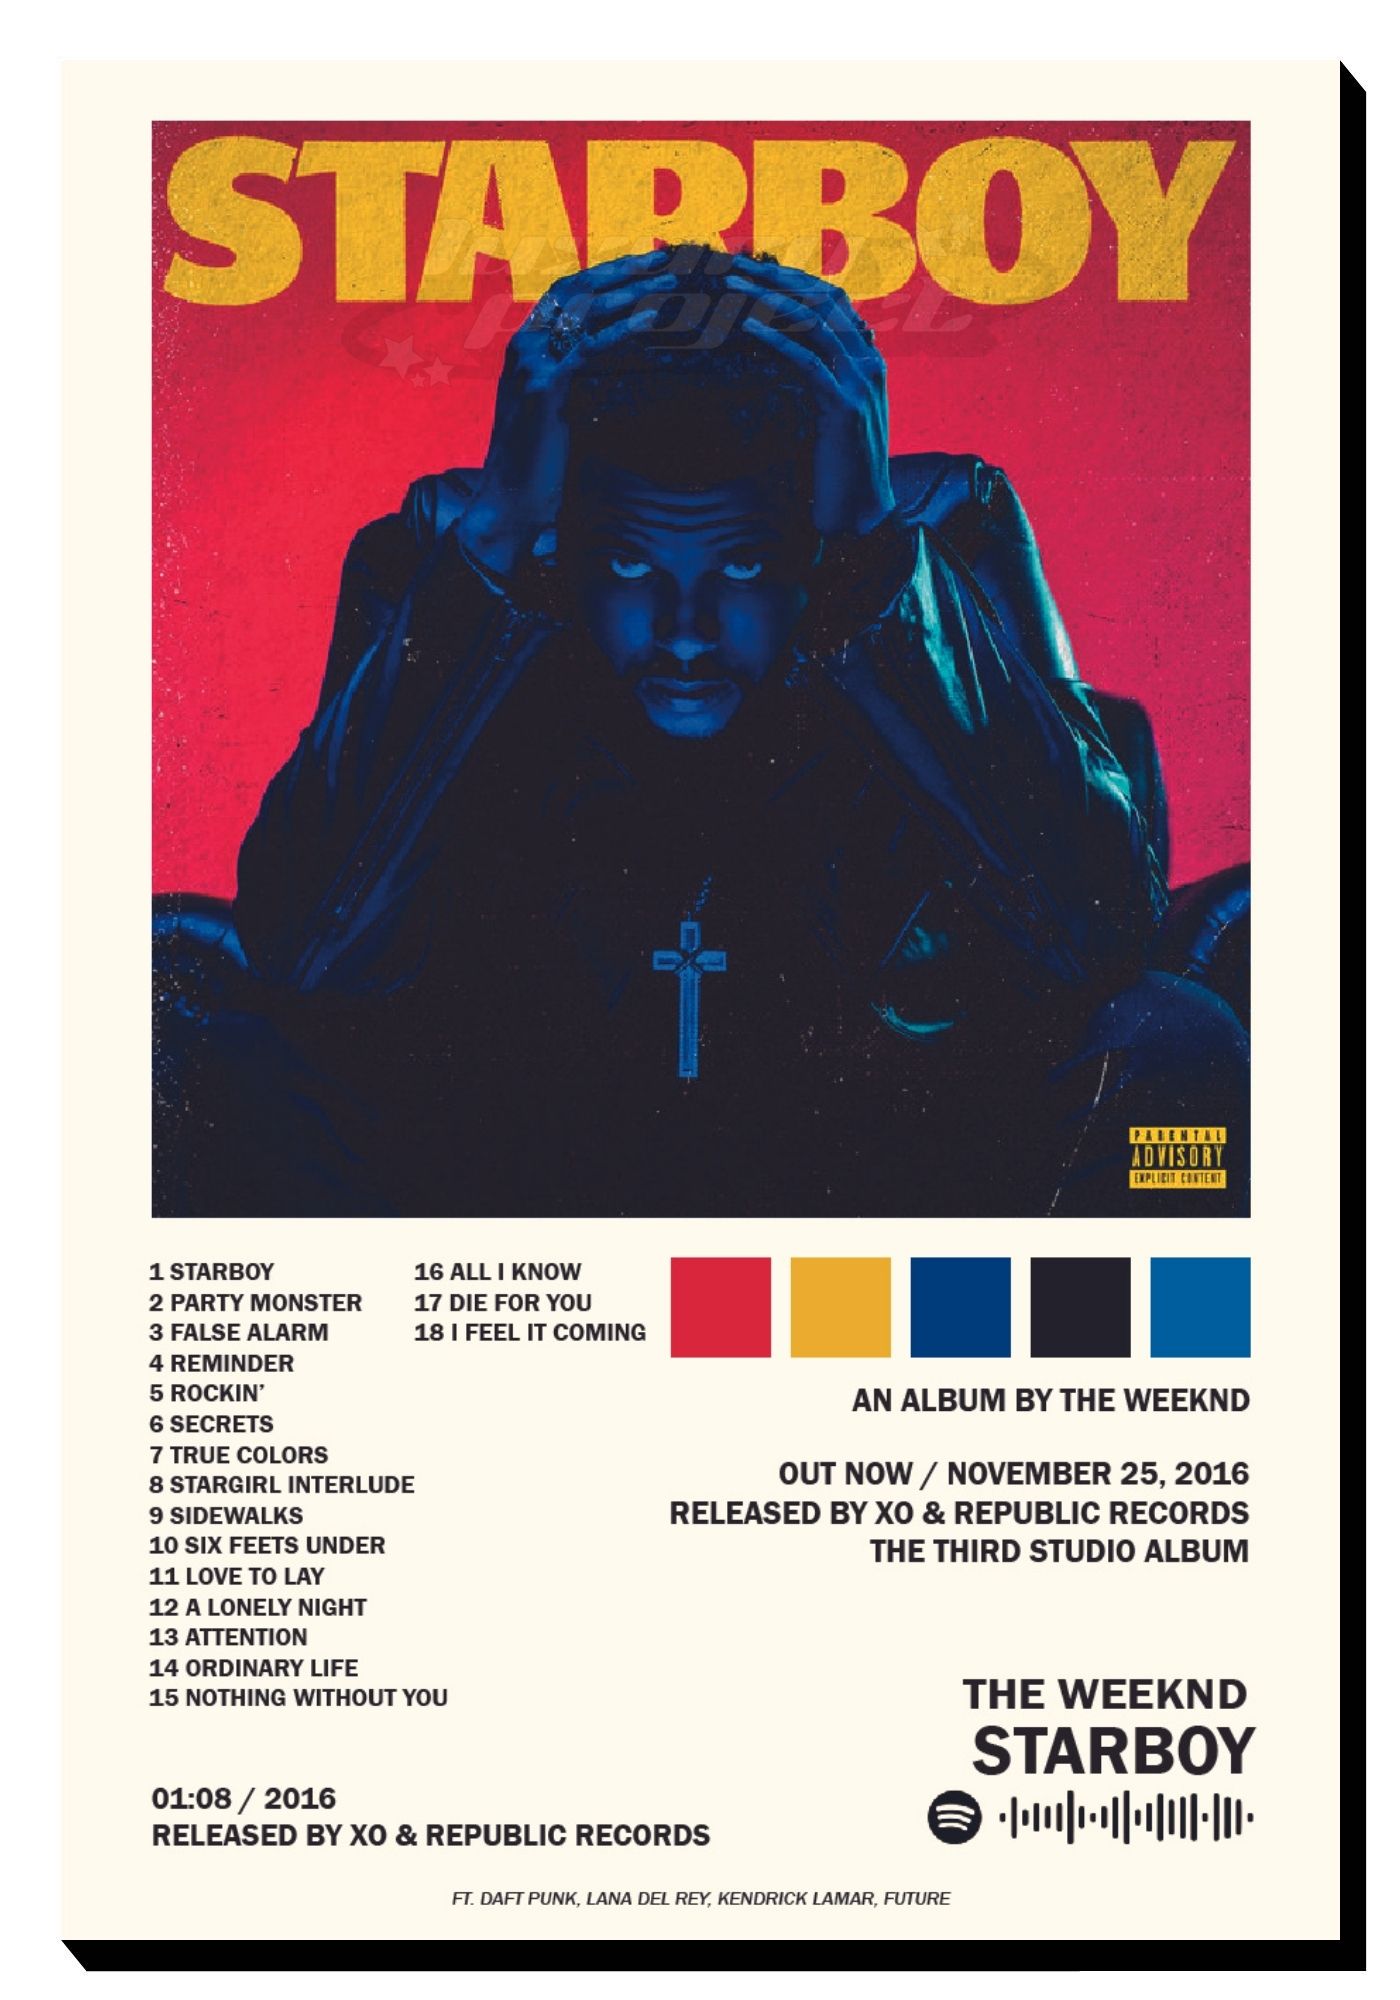 STARBOY
project
PARENTAL
ADVISORY
EXPLICIT CONTENT
1 STARBOY
2 PARTY MONSTER
3 FALSE ALARM
4 REMINDER
5 ROCKIN’
6 SECRETS
7 TRUE COLORS
8 STARGIRL INTERLUDE
9 SIDEWALKS
10 SIX FEETS UNDER
11 LOVE TO LAY
12 A LONELY NIGHT
13 ATTENTION
14 ORDINARY LIFE
15 NOTHING WITHOUT YOU
16 ALL I KNOW
17 DIE FOR YOU
18 I FEEL IT COMING
AN ALBUM BY THE WEEKND
OUT NOW / NOVEMBER 25, 2016
RELEASED BY XO & REPUBLIC RECORDS
THE THIRD STUDIO ALBUM
THE WEEKND
STARBOY
01:08 / 2016
RELEASED BY XO & REPUBLIC RECORDS
FT. DAFT PUNK, LANA DEL REY, KENDRICK LAMAR, FUTURE